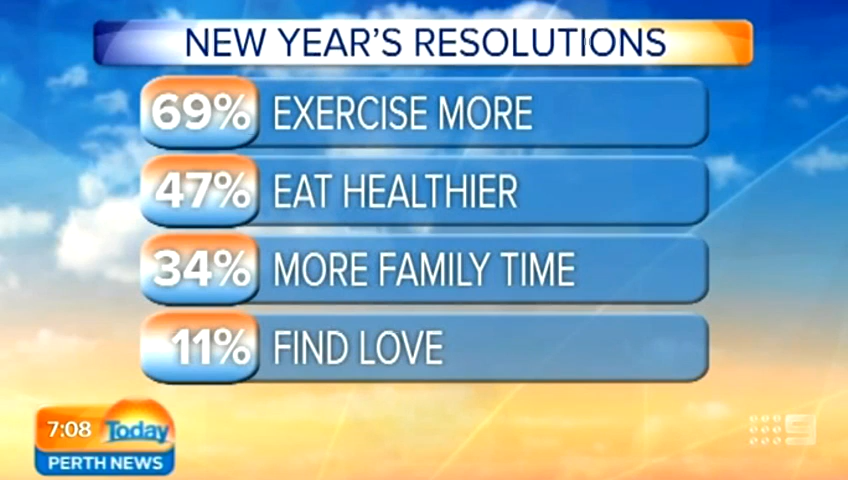 NEW YEAR'S RESOLUTIONS
69% EXERCISE MORE
47% EAT HEALTHIER
34% MORE FAMILY TIME
11% FIND LOVE
7:08 Today
PERTH NEWS
9